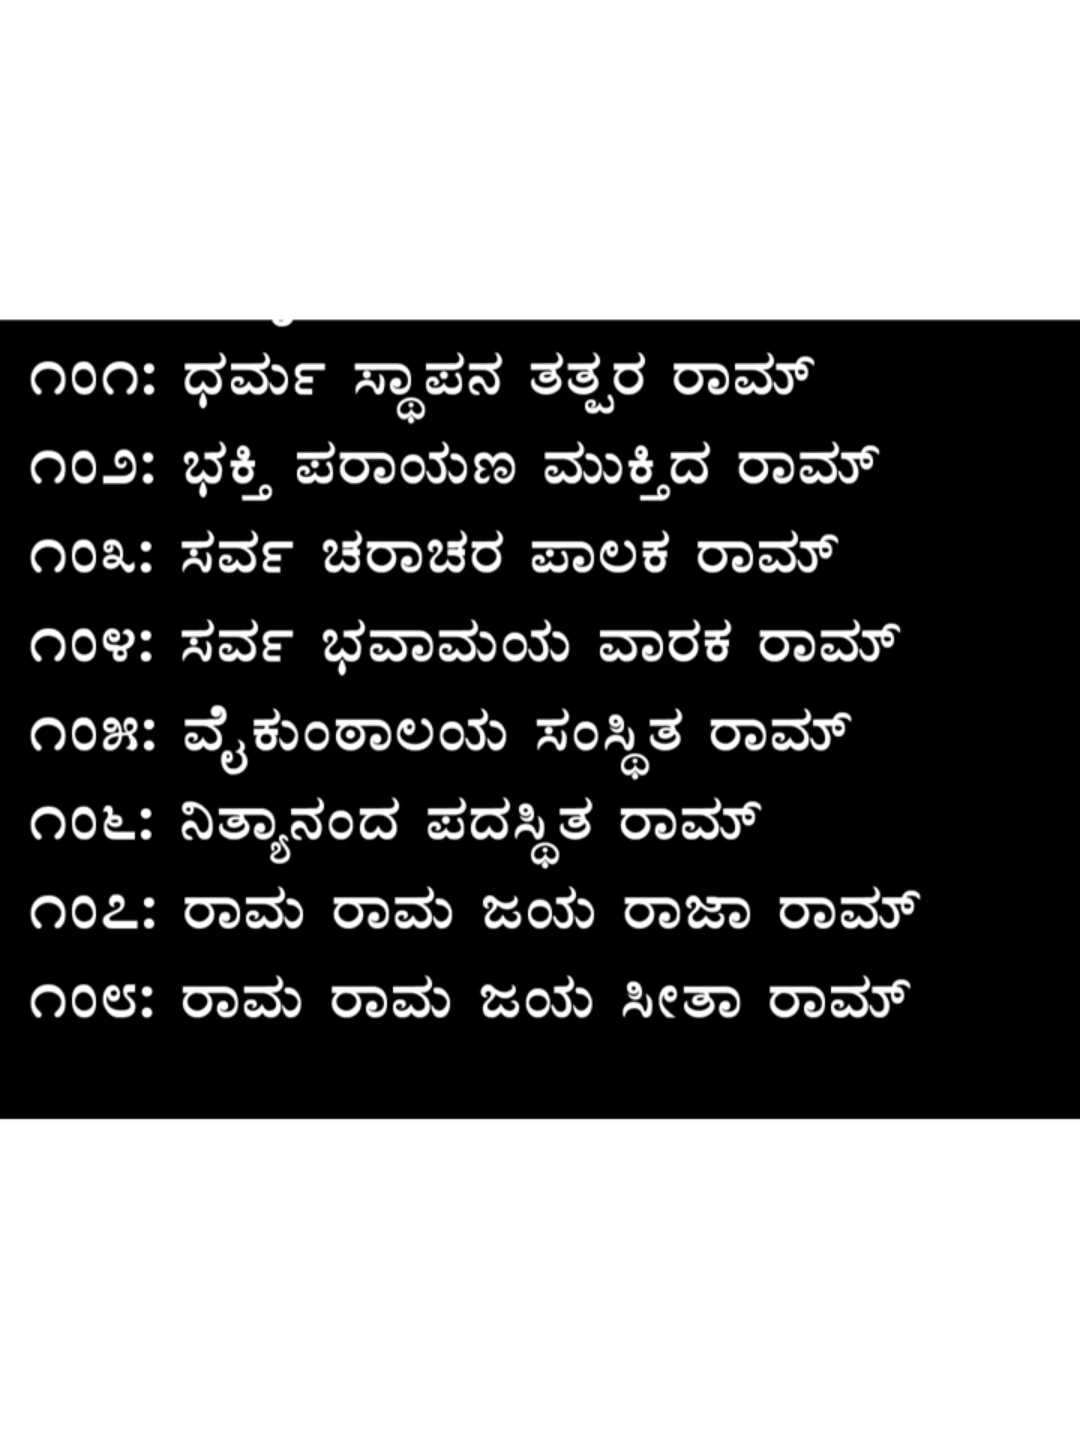 ೧೦೧: ಧರ್ಮ ಸ್ಥಾಪನ ತತ್ಪರ ರಾಮ್
೧೦೨: ಭಕ್ತಿ ಪರಾಯಣ ಮುಕ್ತಿದ ರಾಮ್
೧೦೩: ಸರ್ವ ಚರಾಚರ ಪಾಲಕ ರಾಮ್
೧೦೪: ಸರ್ವ ಭವಾಮಯ ವಾರಕ ರಾಮ್
೧೦೫: ವೈಕುಂಠಾಲಯ ಸಂಸ್ಥಿತ ರಾಮ್
೧೦೬: ನಿತ್ಯಾನಂದ ಪದಸ್ಥಿತ ರಾಮ್
೧೦೭: ರಾಮ ರಾಮ ಜಯ ರಾಜಾ ರಾಮ್
೧೦೮: ರಾಮ ರಾಮ ಜಯ ಸೀತಾ ರಾಮ್